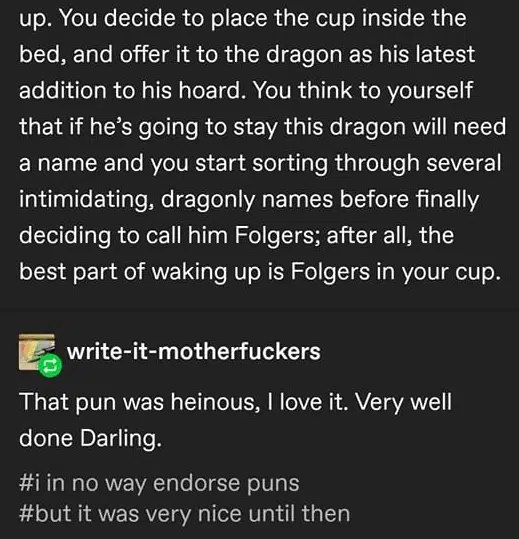 up. You decide to place the cup inside the
bed, and offer it to the dragon as his latest
addition to his hoard. You think to yourself
that if he’s going to stay this dragon will need
a name and you start sorting through several
intimidating, dragonly names before finally
deciding to call him Folgers; after all, the
best part of waking up is Folgers in your cup.
write-it-motherfuckers
That pun was heinous, I love it. Very well
done Darling.
#i in no way endorse puns
#but it was very nice until then